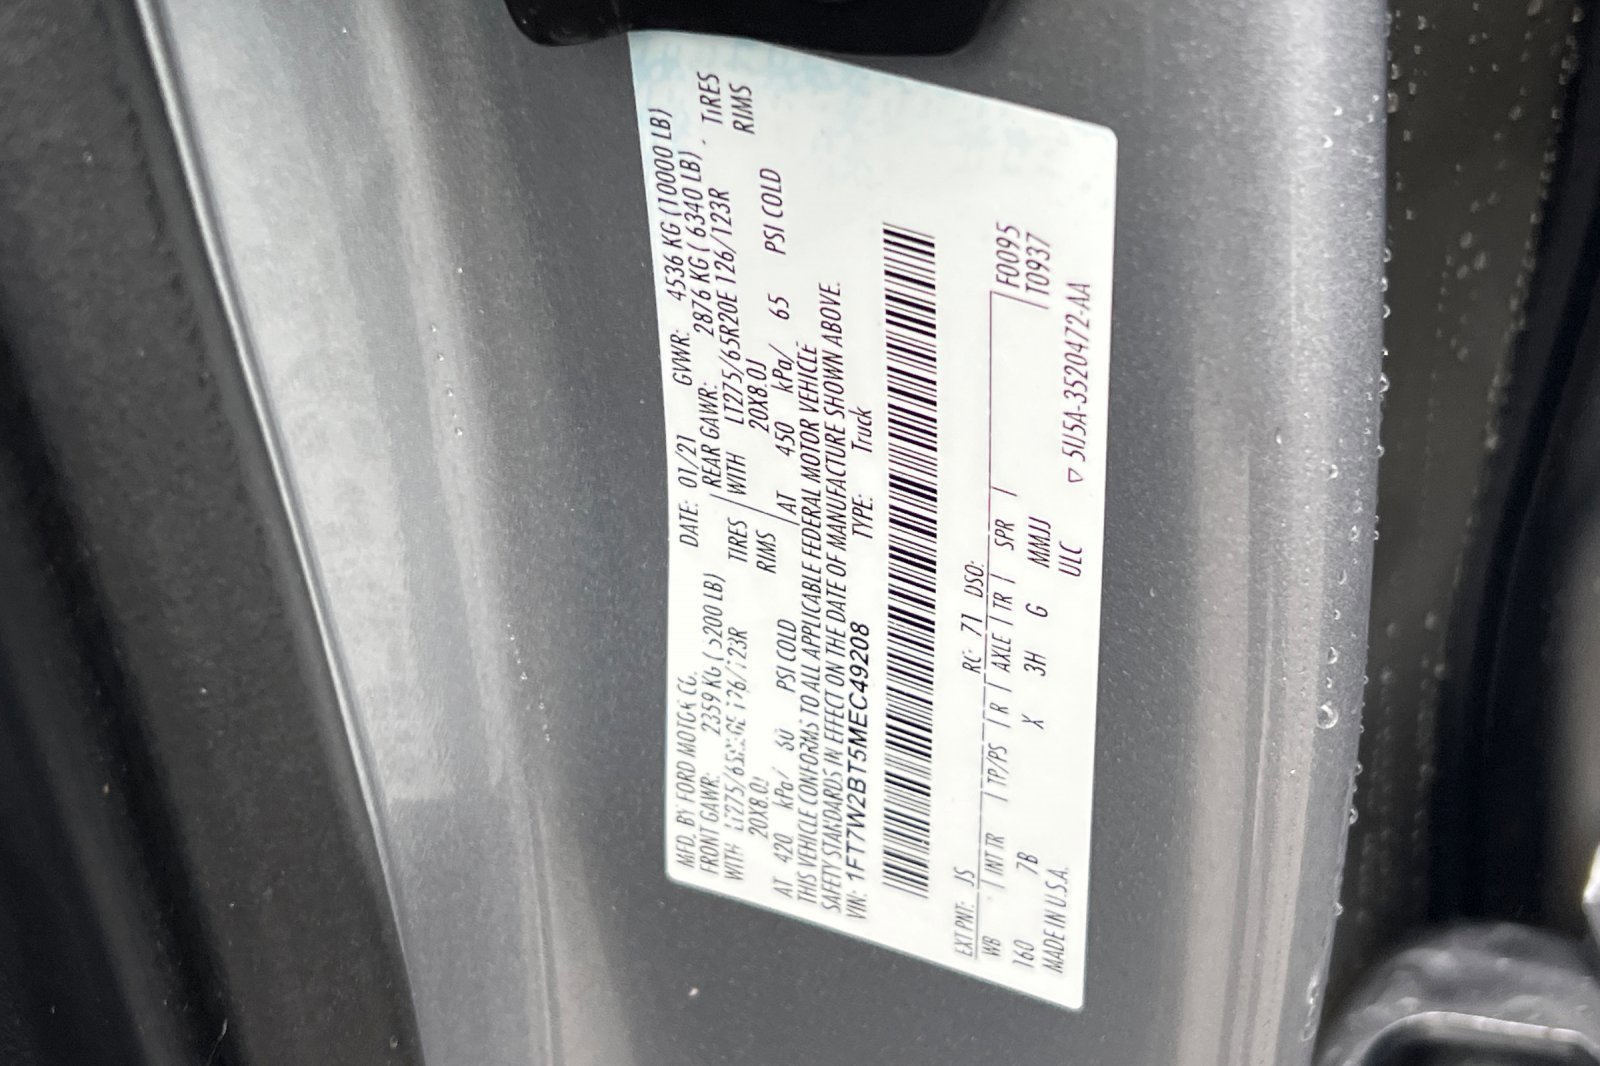 MFD. BY FORD MOTOR CO. DATE: 01/21 GVWR: 4536 KG (10000 LB)
FRONT GAWR: 2359 KG (5200 LB) REAR GAWR: 2876 KG ( 6340 LB)
WITH LT275/65R20E 126/123R TIRES WITH LT275/65R20E 126/123R TIRES
20X8.0J RIMS 20X8.0J RIMS
AT 420 kPa/ 60 PSI COLD AT 450 kPa/ 65 PSI COLD
THIS VEHICLE CONFORMS TO ALL APPLICABLE FEDERAL MOTOR VEHICLE
SAFETY STANDARDS IN EFFECT ON THE DATE OF MANUFACTURE SHOWN ABOVE.
VIN: 1FT7W2BT5MEC49208 TYPE: Truck
EXT PNT: JS RC: 71 DSO: F0095
WB INT TR TP/PS R AXLE TR SPR T0937
160 7B X 3H G MMJJ
MADE IN U.S.A. ULC ▽ 5U5A-3520472-AA